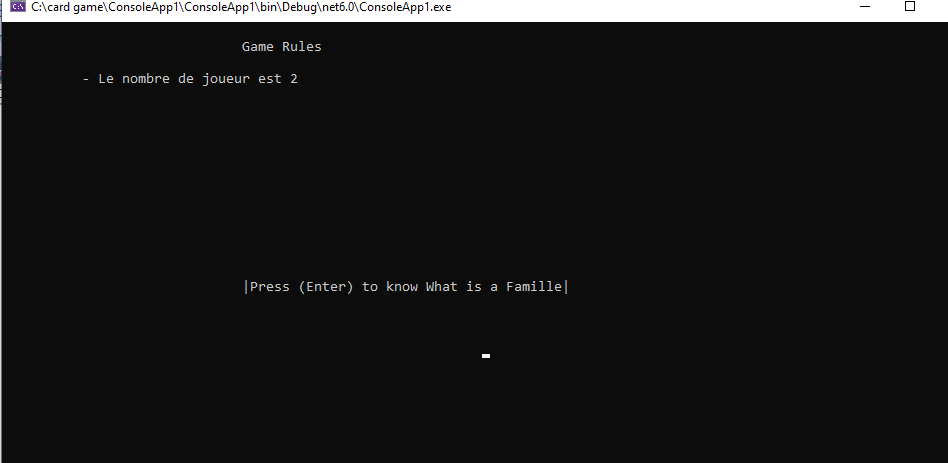 C:\card game\ConsoleApp1\ConsoleApp1\bin\Debug\net6.0\ConsoleApp1.exe
Game Rules
- Le nombre de joueur est 2
|Press (Enter) to know What is a Famille|